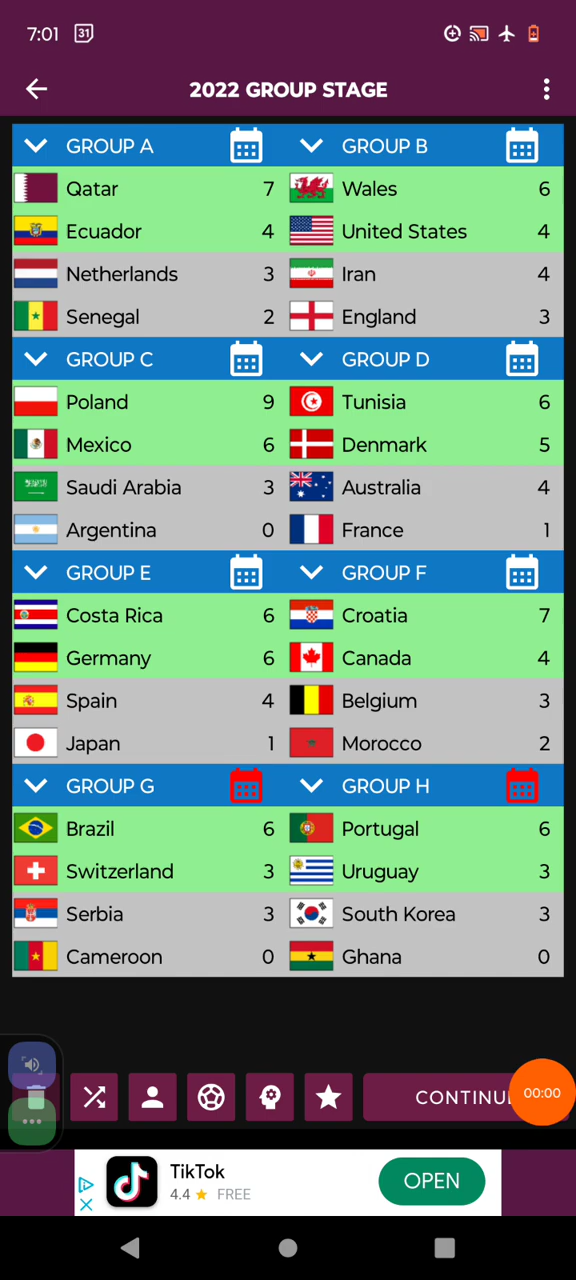 7:01 31
2022 GROUP STAGE
GROUP A GROUP B
Qatar 7 Wales 6
Ecuador 4 United States 4
Netherlands 3 Iran 4
Senegal 2 England 3
GROUP C GROUP D
Poland 9 Tunisia 6
Mexico 6 Denmark 5
Saudi Arabia 3 Australia 4
Argentina 0 France 1
GROUP E GROUP F
Costa Rica 6 Croatia 7
Germany 6 Canada 4
Spain 4 Belgium 3
Japan 1 Morocco 2
GROUP G GROUP H
Brazil 6 Portugal 6
Switzerland 3 Uruguay 3
Serbia 3 South Korea 3
Cameroon 0 Ghana 0
CONTINU 00:00
TikTok
4.4 ★ FREE
OPEN